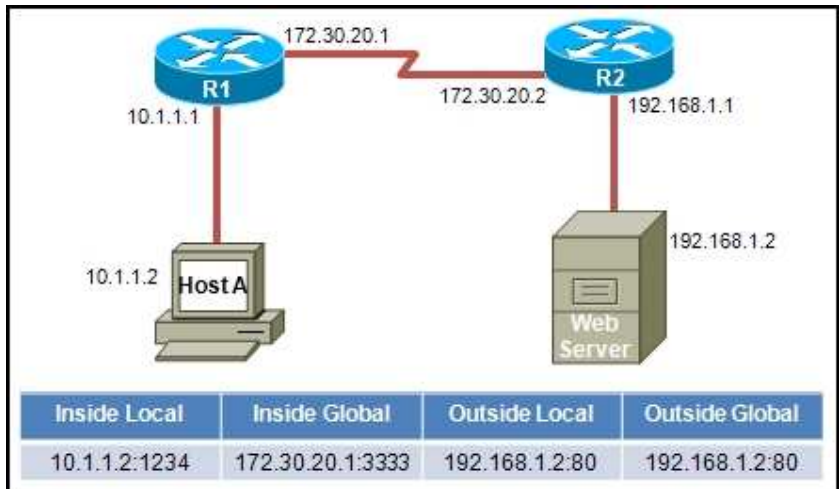 172.30.20.1
R1
R2
172.30.20.2
10.1.1.1
192.168.1.1
192.168.1.2
10.1.1.2
Host A
Web
Server
Inside Local Inside Global Outside Local Outside Global
10.1.1.2:1234 172.30.20.1:3333 192.168.1.2:80 192.168.1.2:80